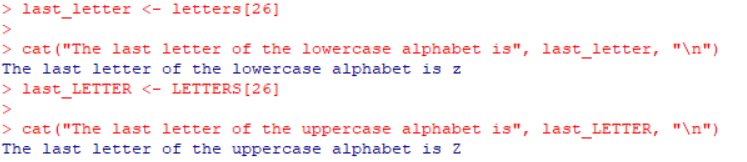 > last_letter <- letters[26]
>
> cat("The last letter of the lowercase alphabet is", last_letter, "\n")
The last letter of the lowercase alphabet is z
> last_LETTER <- LETTERS[26]
>
> cat("The last letter of the uppercase alphabet is", last_LETTER, "\n")
The last letter of the uppercase alphabet is Z